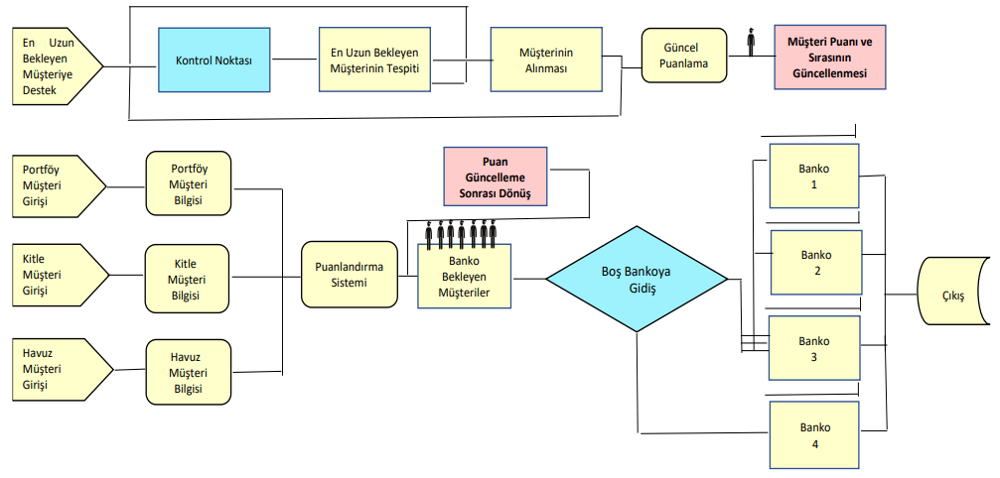 En Uzun
Bekleyen
Müşteriye
Destek
Kontrol Noktası
En Uzun Bekleyen
Müşterinin Tespiti
Müşterinin
Alınması
Güncel
Puanlama
Müşteri Puanı ve
Sırasının
Güncellenmesi
Portföy
Müşteri
Girişi
Portföy
Müşteri
Bilgisi
Kitle
Müşteri
Girişi
Kitle
Müşteri
Bilgisi
Havuz
Müşteri
Girişi
Havuz
Müşteri
Bilgisi
Puanlandırma
Sistemi
Puan
Güncelleme
Sonrası Dönüş
Banko
Bekleyen
Müşteriler
Boş Bankoya
Gidiş
Banko
1
Banko
2
Banko
3
Banko
4
Çıkış